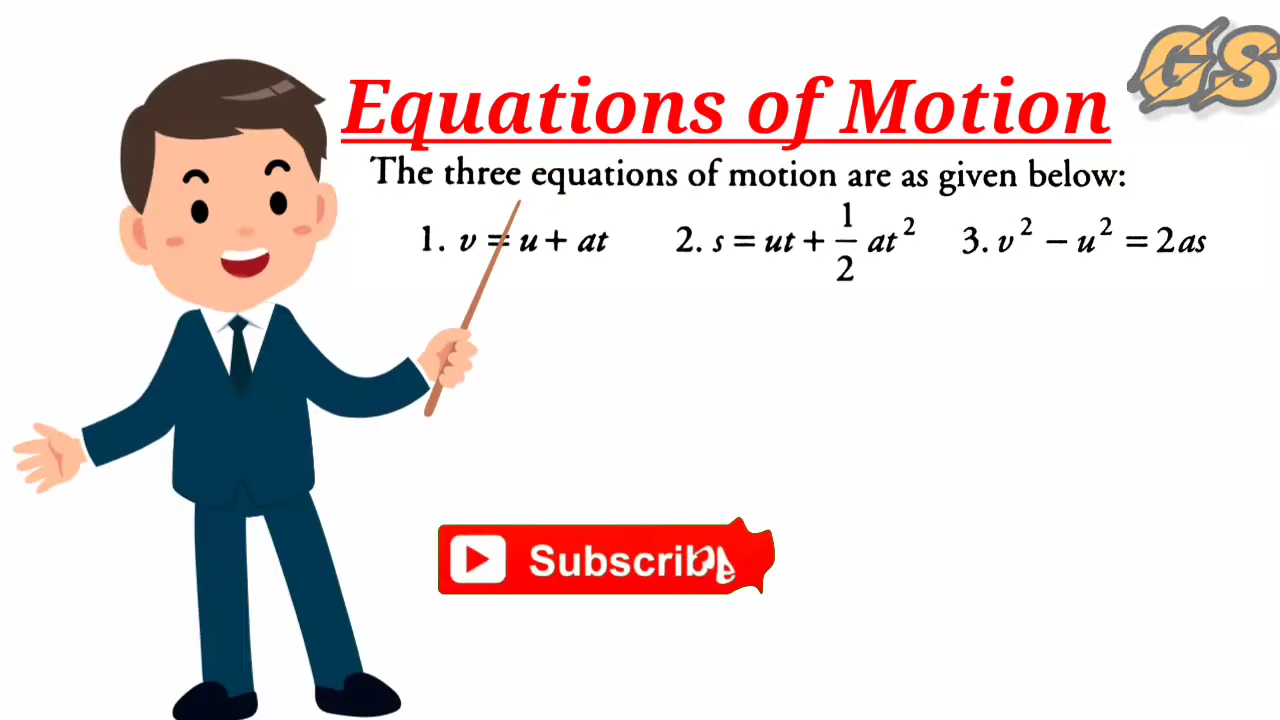 GS
Equations of Motion
The three equations of motion are as given below:
1. v = u + at 2. s = ut + 1/2 at² 3. v² − u² = 2as
Subscribe